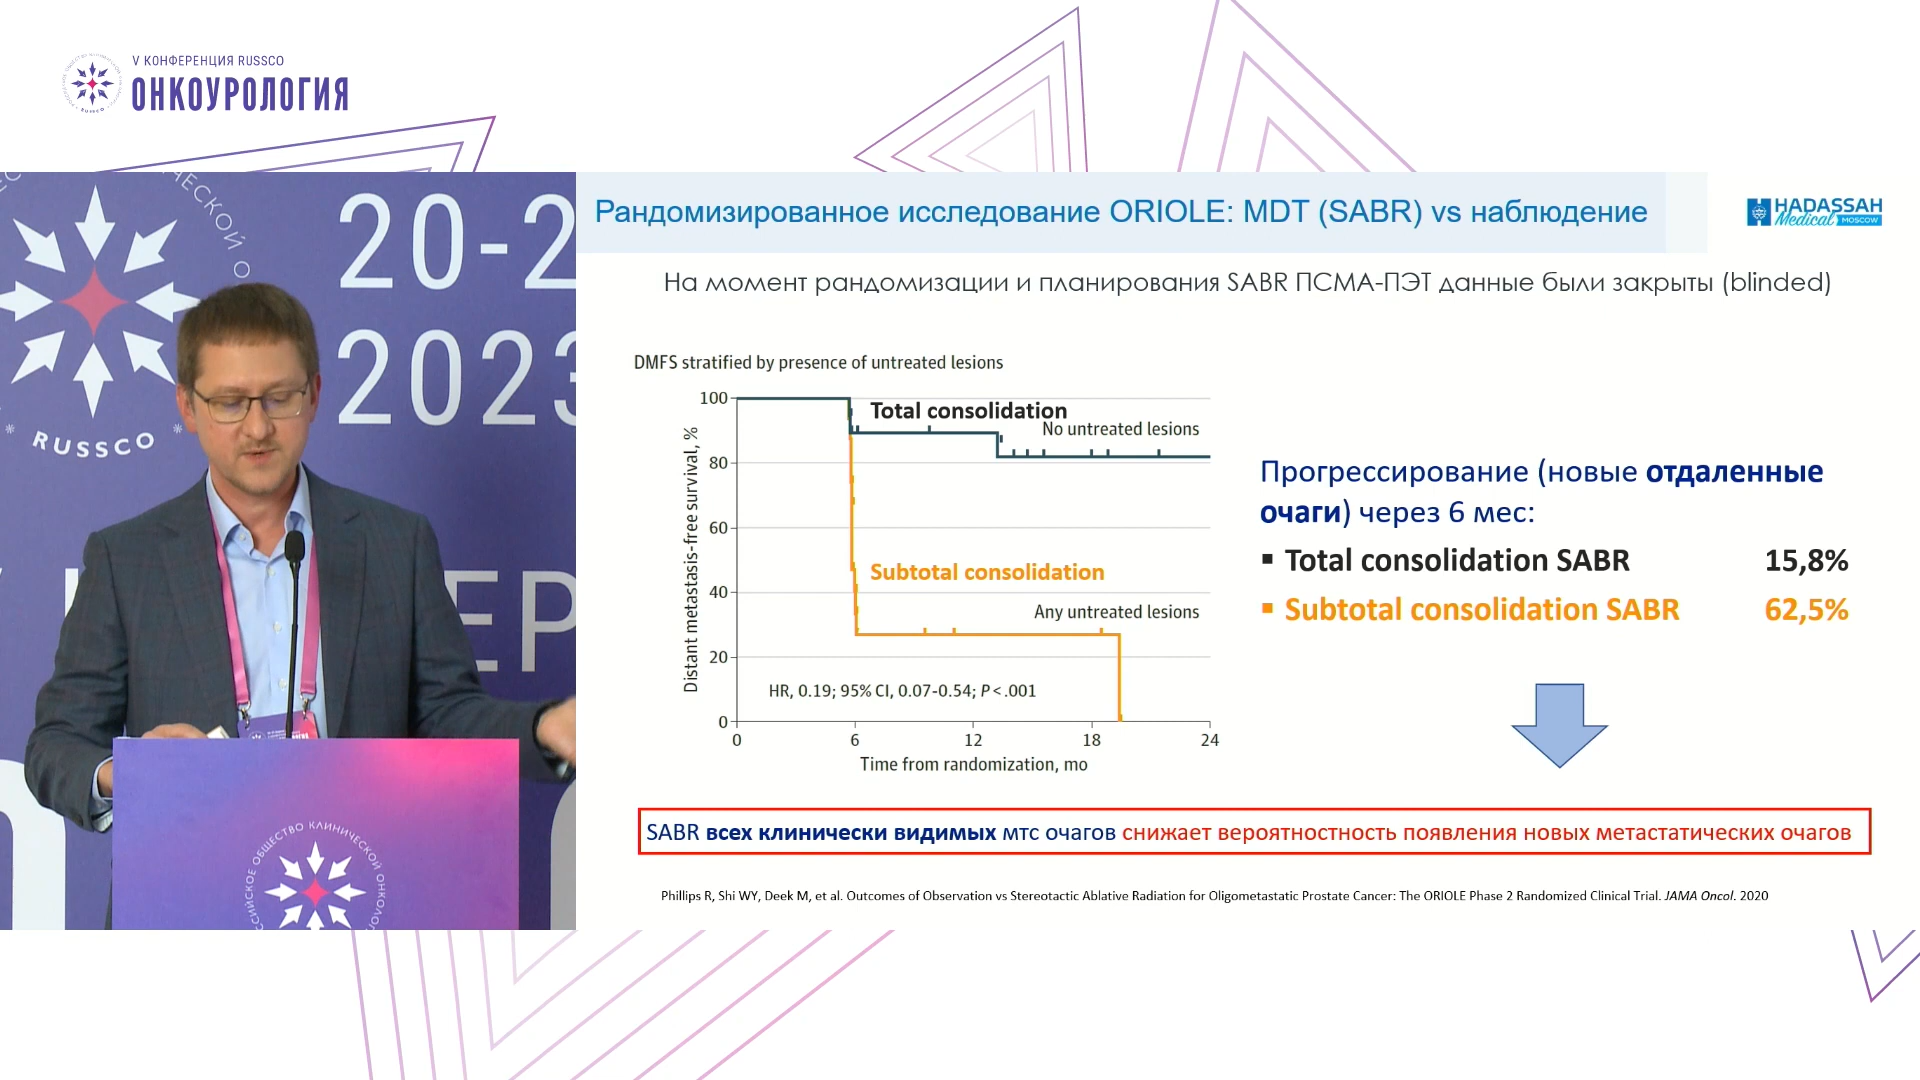 V КОНФЕРЕНЦИЯ RUSSCO
ОНКОУРОЛОГИЯ
20-2
2023
RUSSCO
Рандомизированное исследование ORIOLE: MDT (SABR) vs наблюдение
HADASSAH
Medical MOSCOW
На момент рандомизации и планирования SABR ПСМА-ПЭТ данные были закрыты (blinded)
DMFS stratified by presence of untreated lesions
Distant metastasis-free survival, %
100
80
60
40
20
0
Total consolidation
No untreated lesions
Subtotal consolidation
Any untreated lesions
HR, 0.19; 95% CI, 0.07-0.54; P < .001
0 6 12 18 24
Time from randomization, mo
Прогрессирование (новые отдаленные
очаги) через 6 мес:
▪ Total consolidation SABR 15,8%
▪ Subtotal consolidation SABR 62,5%
SABR всех клинически видимых мтс очагов снижает вероятностность появления новых метастатических очагов
Phillips R, Shi WY, Deek M, et al. Outcomes of Observation vs Stereotactic Ablative Radiation for Oligometastatic Prostate Cancer: The ORIOLE Phase 2 Randomized Clinical Trial. JAMA Oncol. 2020
ССИЙСКОЕ ОБЩЕСТВО КЛИНИЧЕСКОЙ ОНКОЛОГ